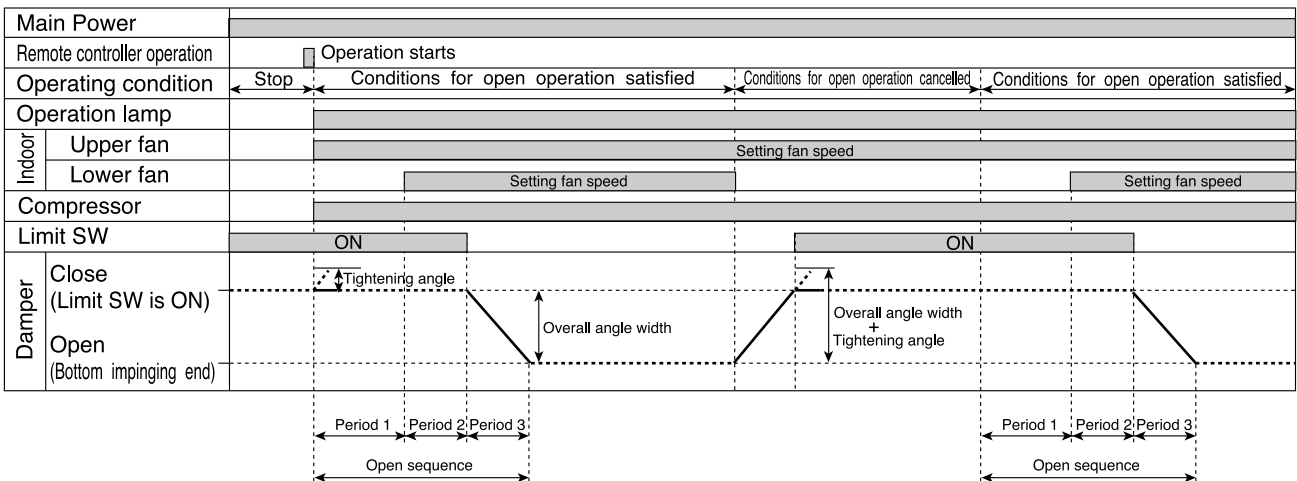 Main Power
Remote controller operation
Operation starts
Operating condition
Stop
Conditions for open operation satisfied
Conditions for open operation cancelled
Conditions for open operation satisfied
Operation lamp
Indoor
Upper fan
Setting fan speed
Lower fan
Setting fan speed
Setting fan speed
Compressor
Limit SW
ON
ON
Damper
Close
(Limit SW is ON)
Tightening angle
Overall angle width
Overall angle width
+
Tightening angle
Open
(Bottom impinging end)
Period 1
Period 2
Period 3
Period 1
Period 2
Period 3
Open sequence
Open sequence